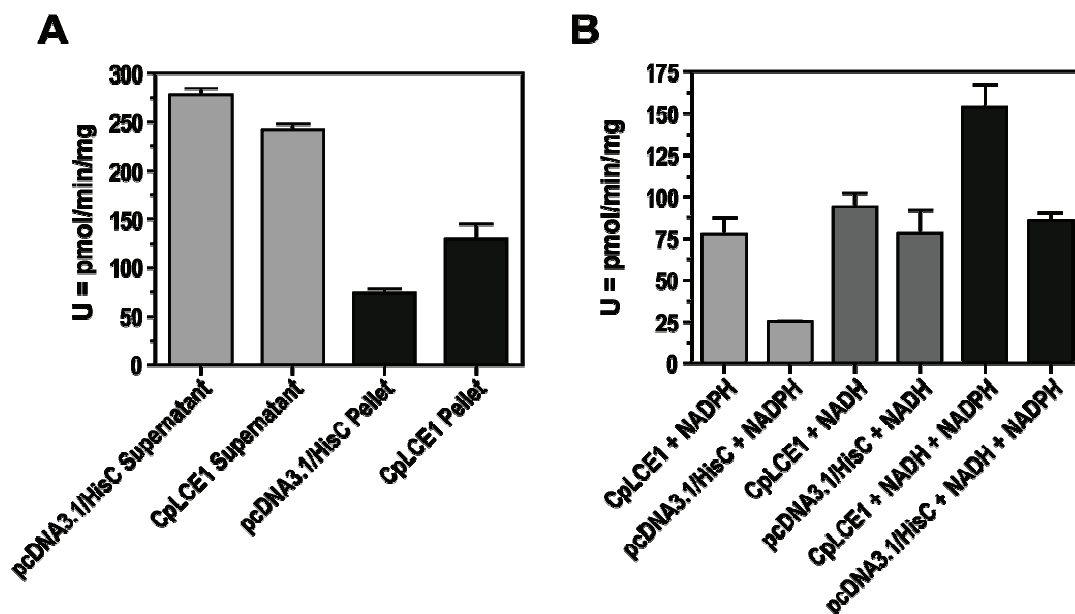 A
U = pmol/min/mg
300
250
200
150
100
50
0
pcDNA3.1/HisC Supernatant
CpLCE1 Supernatant
pcDNA3.1/HisC Pellet
CpLCE1 Pellet
B
U = pmol/min/mg
175
150
125
100
75
50
25
0
CpLCE1 + NADPH
pcDNA3.1/HisC + NADPH
CpLCE1 + NADH
pcDNA3.1/HisC + NADH
CpLCE1 + NADH + NADPH
pcDNA3.1/HisC + NADH + NADPH